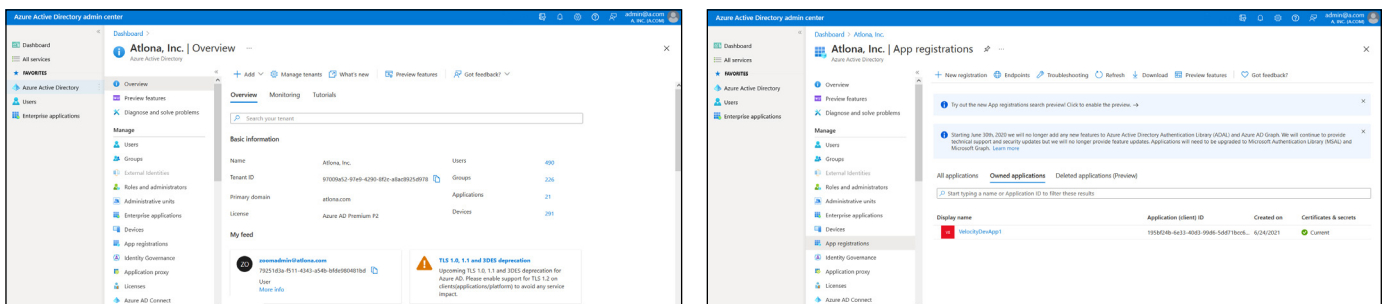 Azure Active Directory admin center
admin@a.com
A, INC. (A.COM)
Dashboard
All services
FAVORITES
Azure Active Directory
Users
Enterprise applications
Dashboard >
Atlona, Inc. | Overview
Azure Active Directory
Overview
Preview features
Diagnose and solve problems
Manage
Users
Groups
External Identities
Roles and administrators
Administrative units
Enterprise applications
Devices
App registrations
Identity Governance
Application proxy
Licenses
Azure AD Connect
Add Manage tenants What's new Preview features Got feedback?
Overview Monitoring Tutorials
Search your tenant
Basic information
Name Atlona, Inc. Users 490
Tenant ID Groups 226
Primary domain atlona.com Applications 21
License Azure AD Premium P2 Devices 291
My feed
ZO
zoomadmin@atlona.com
User
More info
TLS 1.0, 1.1 and 3DES deprecation
Upcoming TLS 1.0, 1.1 and 3DES deprecation for
Azure AD. Please enable support for TLS 1.2 on
clients(applications/platform) to avoid any service
impact.
Azure Active Directory admin center
admin@a.com
A, INC. (A.COM)
Dashboard
All services
FAVORITES
Azure Active Directory
Users
Enterprise applications
Dashboard > Atlona, Inc.
Atlona, Inc. | App registrations
Azure Active Directory
Overview
Preview features
Diagnose and solve problems
Manage
Users
Groups
External Identities
Roles and administrators
Administrative units
Enterprise applications
Devices
App registrations
Identity Governance
Application proxy
Licenses
Azure AD Connect
New registration Endpoints Troubleshooting Refresh Download Preview features Got feedback?
Try out the new App registrations search preview! Click to enable the preview. →
Starting June 30th, 2020 we will no longer add any new features to Azure Active Directory Authentication Library (ADAL) and Azure AD Graph. We will continue to provide
technical support and security updates but we will no longer provide feature updates. Applications will need to be upgraded to Microsoft Authentication Library (MSAL) and
Microsoft Graph. Learn more
All applications Owned applications Deleted applications (Preview)
Start typing a name or Application ID to filter these results
Display name Application (client) ID Created on Certificates & secrets
VelocityDevApp1 6/24/2021 Current